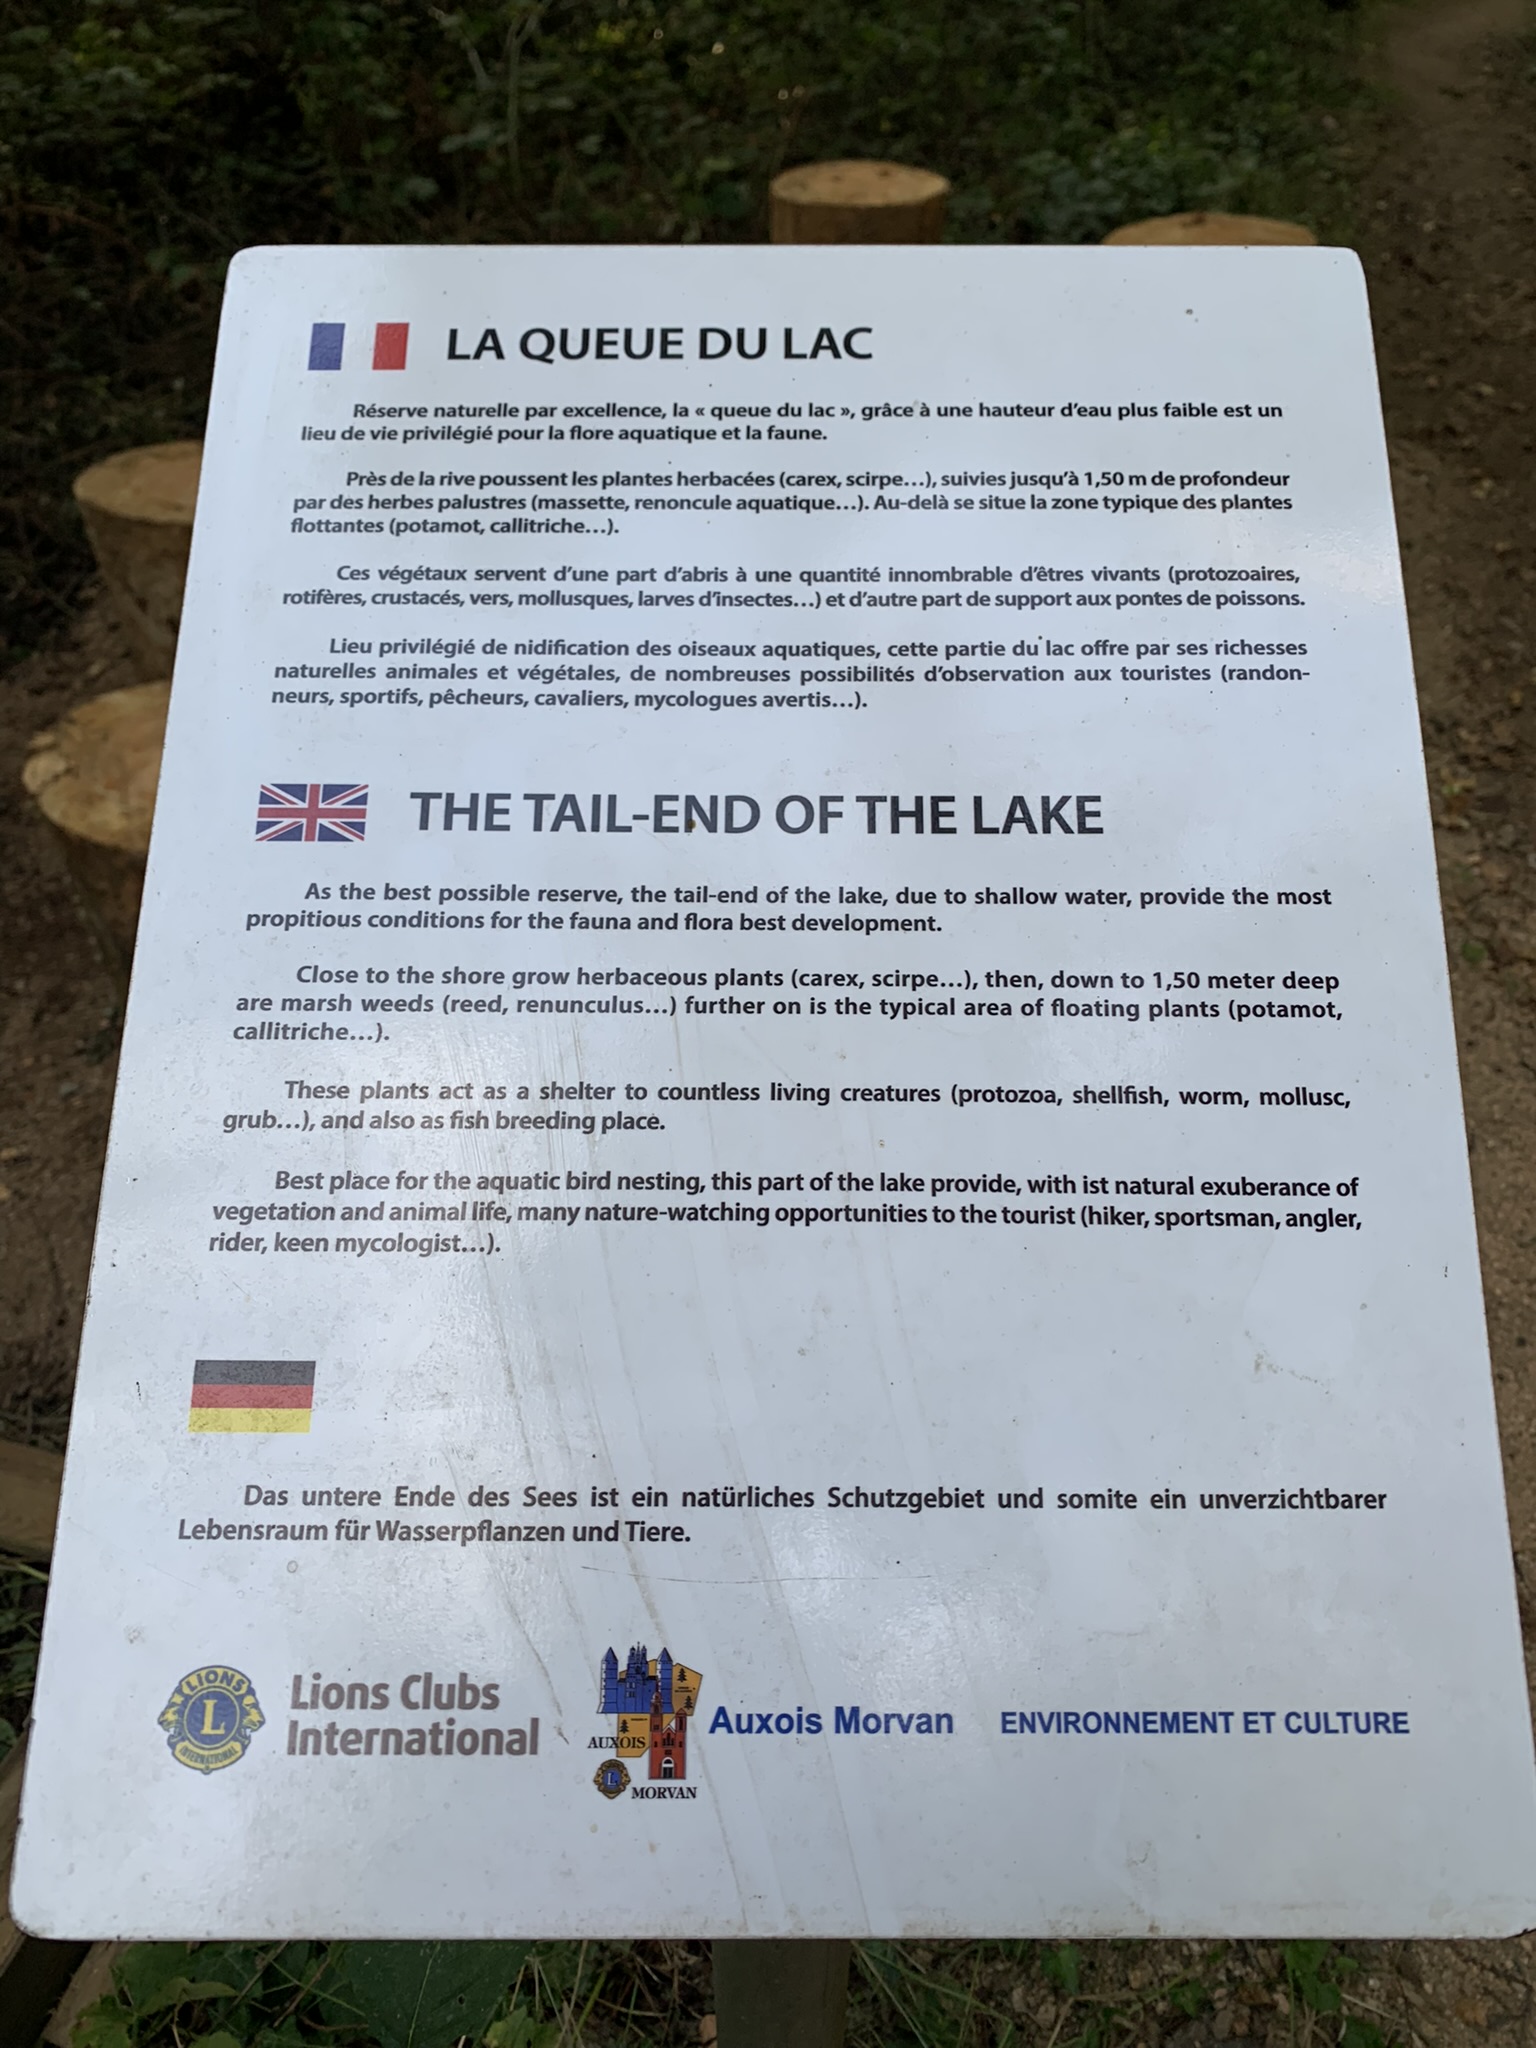 LA QUEUE DU LAC
Réserve naturelle par excellence, la « queue du lac », grâce à une hauteur d'eau plus faible est un
lieu de vie privilégié pour la flore aquatique et la faune.
Près de la rive poussent les plantes herbacées (carex, scirpe…), suivies jusqu'à 1,50 m de profondeur
par des herbes palustres (massette, renoncule aquatique…). Au-delà se situe la zone typique des plantes
flottantes (potamot, callitriche…).
Ces végétaux servent d'une part d'abris à une quantité innombrable d'êtres vivants (protozoaires,
rotifères, crustacés, vers, mollusques, larves d'insectes…) et d'autre part de support aux pontes de poissons.
Lieu privilégié de nidification des oiseaux aquatiques, cette partie du lac offre par ses richesses
naturelles animales et végétales, de nombreuses possibilités d'observation aux touristes (randon-
neurs, sportifs, pêcheurs, cavaliers, mycologues avertis…).
THE TAIL-END OF THE LAKE
As the best possible reserve, the tail-end of the lake, due to shallow water, provide the most
propitious conditions for the fauna and flora best development.
Close to the shore grow herbaceous plants (carex, scirpe…), then, down to 1,50 meter deep
are marsh weeds (reed, renunculus…) further on is the typical area of floating plants (potamot,
callitriche…).
These plants act as a shelter to countless living creatures (protozoa, shellfish, worm, mollusc,
grub…), and also as fish breeding place.
Best place for the aquatic bird nesting, this part of the lake provide, with ist natural exuberance of
vegetation and animal life, many nature-watching opportunities to the tourist (hiker, sportsman, angler,
rider, keen mycologist…).
Das untere Ende des Sees ist ein natürliches Schutzgebiet und somite ein unverzichtbarer
Lebensraum für Wasserpflanzen und Tiere.
LIONS
L
INTERNATIONAL
Lions Clubs
International
AUXOIS
L
MORVAN
Auxois Morvan
ENVIRONNEMENT ET CULTURE